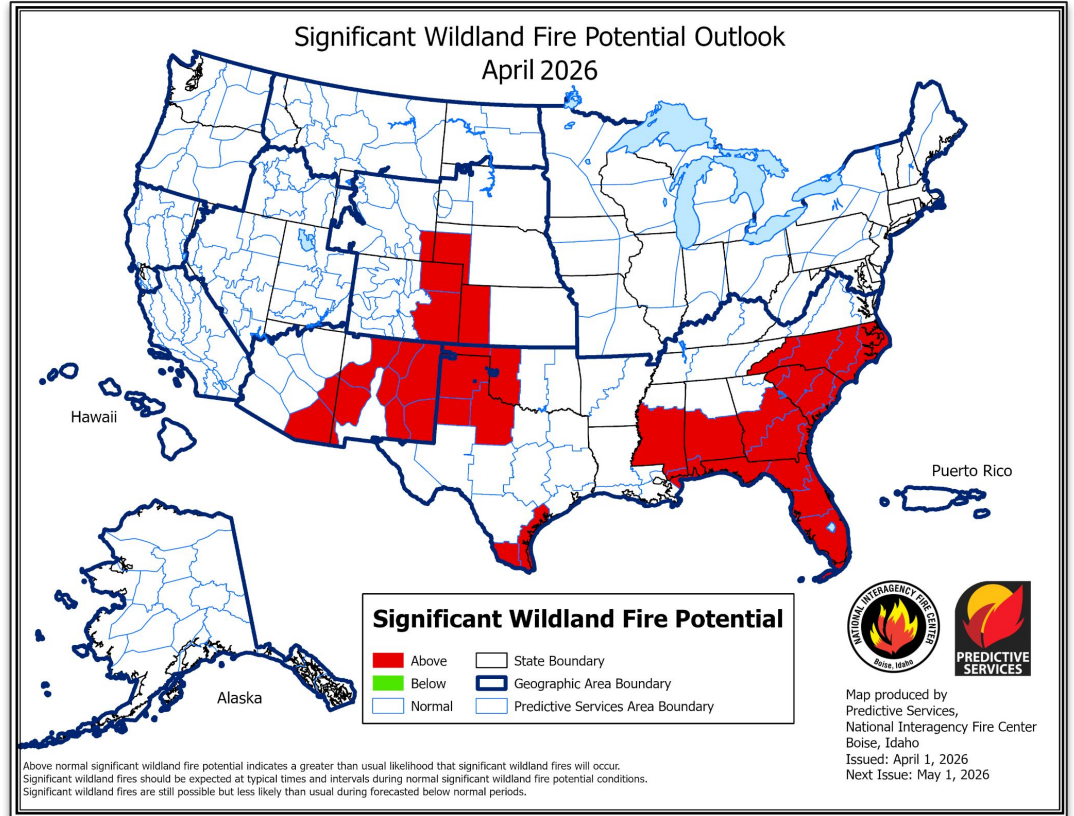 Significant Wildland Fire Potential Outlook
April 2026
Hawaii
Puerto Rico
Alaska
Significant Wildland Fire Potential
Above
Below
Normal
State Boundary
Geographic Area Boundary
Predictive Services Area Boundary
NATIONAL INTERAGENCY FIRE CENTER
Boise, Idaho
PREDICTIVE
SERVICES
Map produced by
Predictive Services,
National Interagency Fire Center
Boise, Idaho
Issued: April 1, 2026
Next Issue: May 1, 2026
Above normal significant wildland fire potential indicates a greater than usual likelihood that significant wildland fires will occur.
Significant wildland fires should be expected at typical times and intervals during normal significant wildland fire potential conditions.
Significant wildland fires are still possible but less likely than usual during forecasted below normal periods.